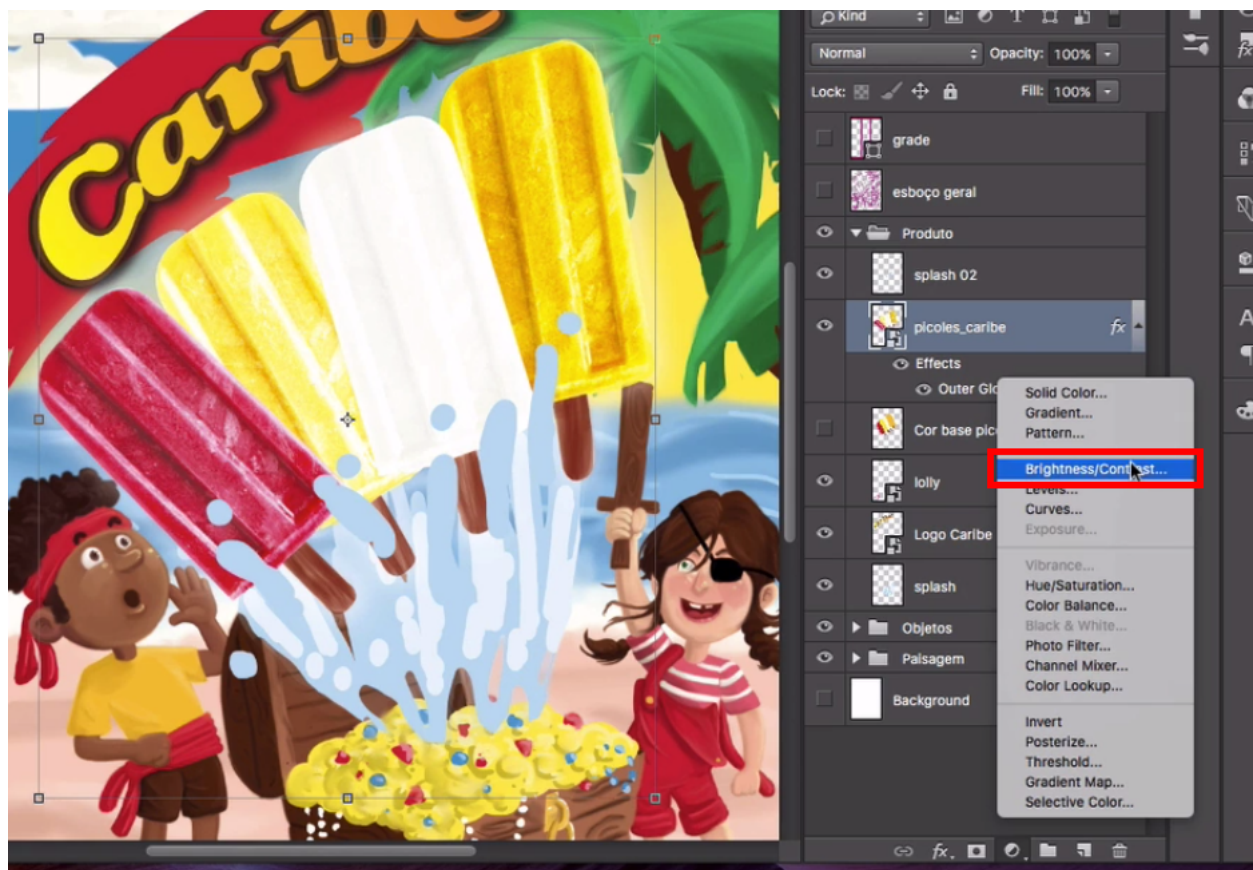 Caribe
Kind
Normal
Opacity: 100%
Lock:
Fill: 100%
grade
esboço geral
Produto
splash 02
picoles_caribe
fx
Effects
Outer Glo
Cor base pico
lolly
Logo Caribe
splash
Objetos
Paisagem
Background
Solid Color...
Gradient...
Pattern...
Brightness/Contrast...
Levels...
Curves...
Exposure...
Vibrance...
Hue/Saturation...
Color Balance...
Black & White...
Photo Filter...
Channel Mixer...
Color Lookup...
Invert
Posterize...
Threshold...
Gradient Map...
Selective Color...
fx